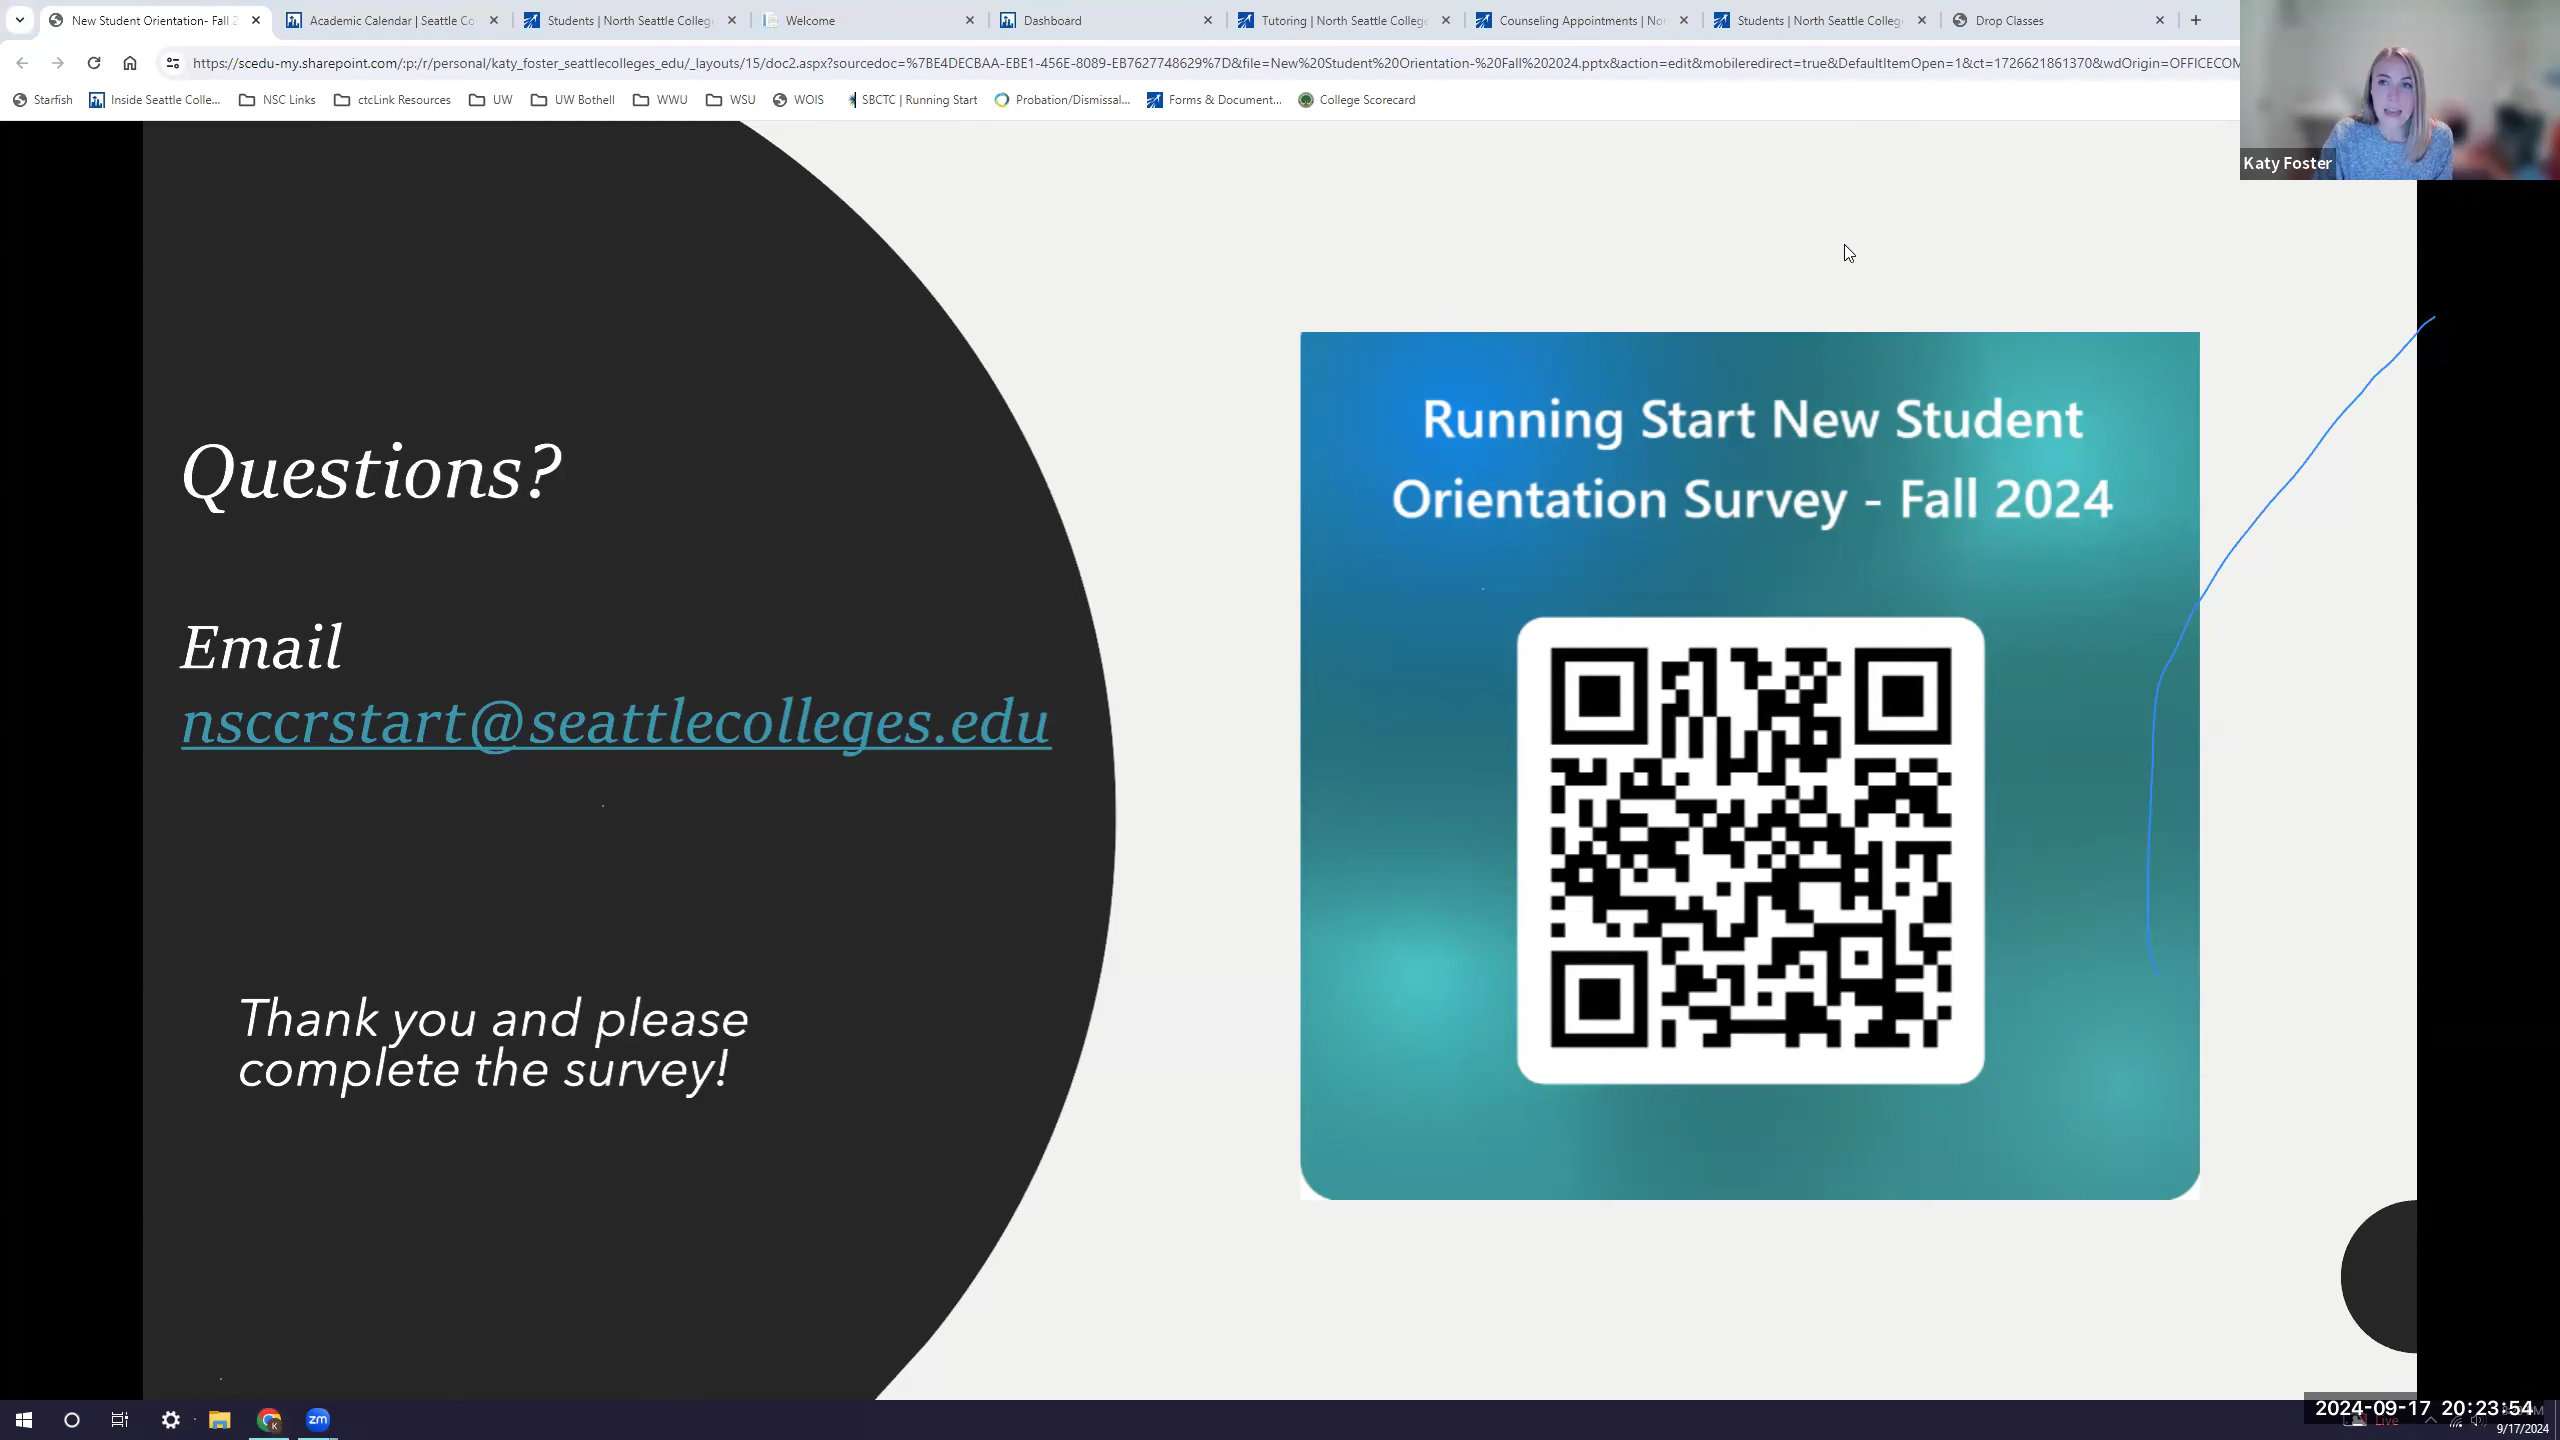 New Student Orientation- Fall 2
Academic Calendar | Seattle Co
Students | North Seattle College
Welcome
Dashboard
Tutoring | North Seattle College
Counseling Appointments | No
Students | North Seattle College
Drop Classes
https://scedu-my.sharepoint.com/:p:/r/personal/katy_foster_seattlecolleges_edu/_layouts/15/doc2.aspx?sourcedoc=%7BE4DECBAA-EBE1-456E-8089-EB7627748629%7D&file=New%20Student%20Orientation-%20Fall%202024.pptx&action=edit&mobileredirect=true&DefaultItemOpen=1&ct=1726621861370&wdOrigin=OFFICECOM
Starfish
Inside Seattle Colle...
NSC Links
ctcLink Resources
UW
UW Bothell
WWU
WSU
WOIS
SBCTC | Running Start
Probation/Dismissal...
Forms & Document...
College Scorecard
Katy Foster
Questions?
Email
nsccrstart@seattlecolleges.edu
Thank you and please
complete the survey!
Running Start New Student
Orientation Survey - Fall 2024
zm
2024-09-17 20:23:54
Live
9/17/2024